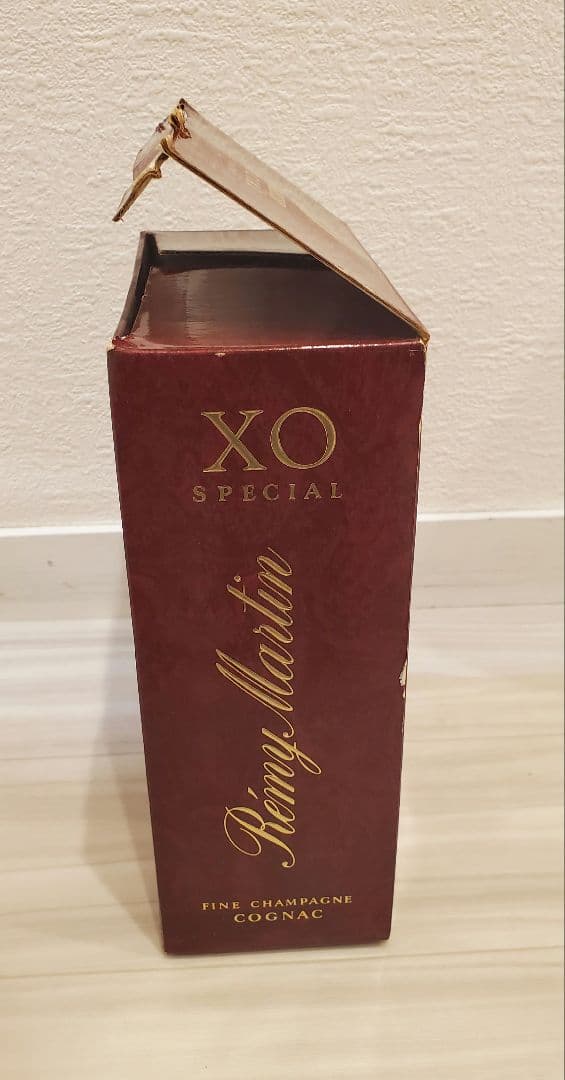 XO
SPECIAL
Rémy Martin
FINE CHAMPAGNE
COGNAC